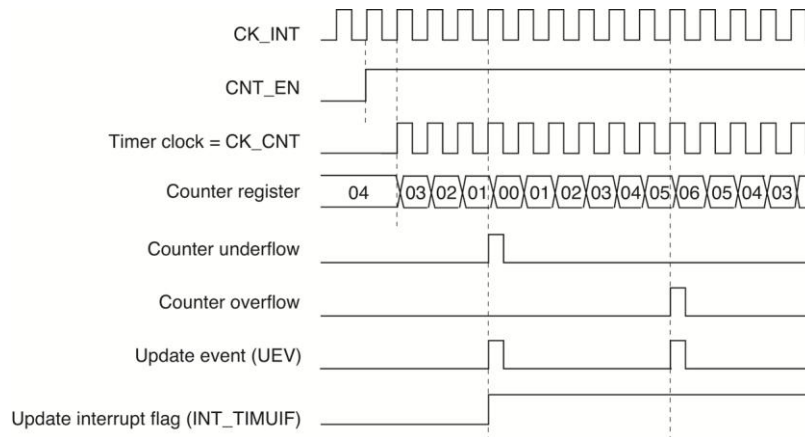 CK_INT
CNT_EN
Timer clock = CK_CNT
Counter register 04 03 02 01 00 01 02 03 04 05 06 05 04 03
Counter underflow
Counter overflow
Update event (UEV)
Update interrupt flag (INT_TIMUIF)